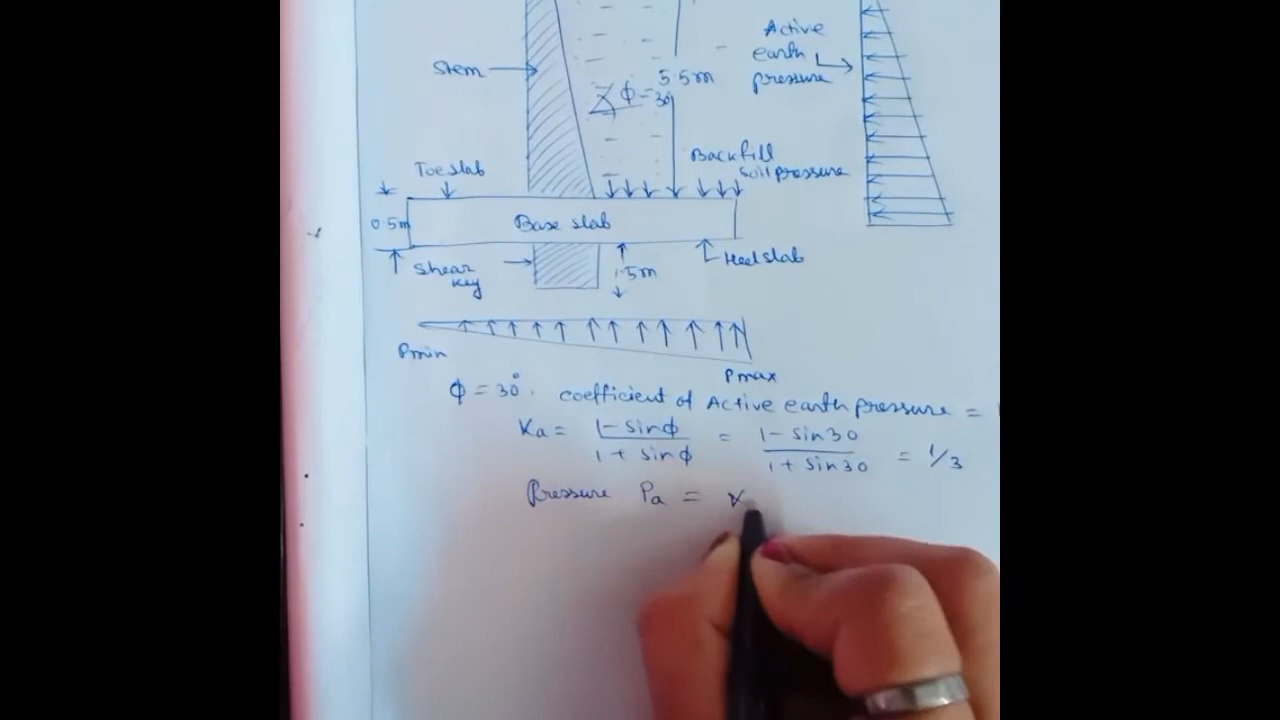 Active
earth
pressure
Stem
5.5m
φ = 30
Backfill
soil pressure
Toe slab
0.5m
Base slab
Heel slab
Shear
key
1.5m
Pmin
Pmax
φ = 30°. coefficient of Active earth pressure =
Ka = 1 - sinφ / 1 + sinφ = 1 - sin30 / 1 + sin30 = 1/3
Pressure Pa =